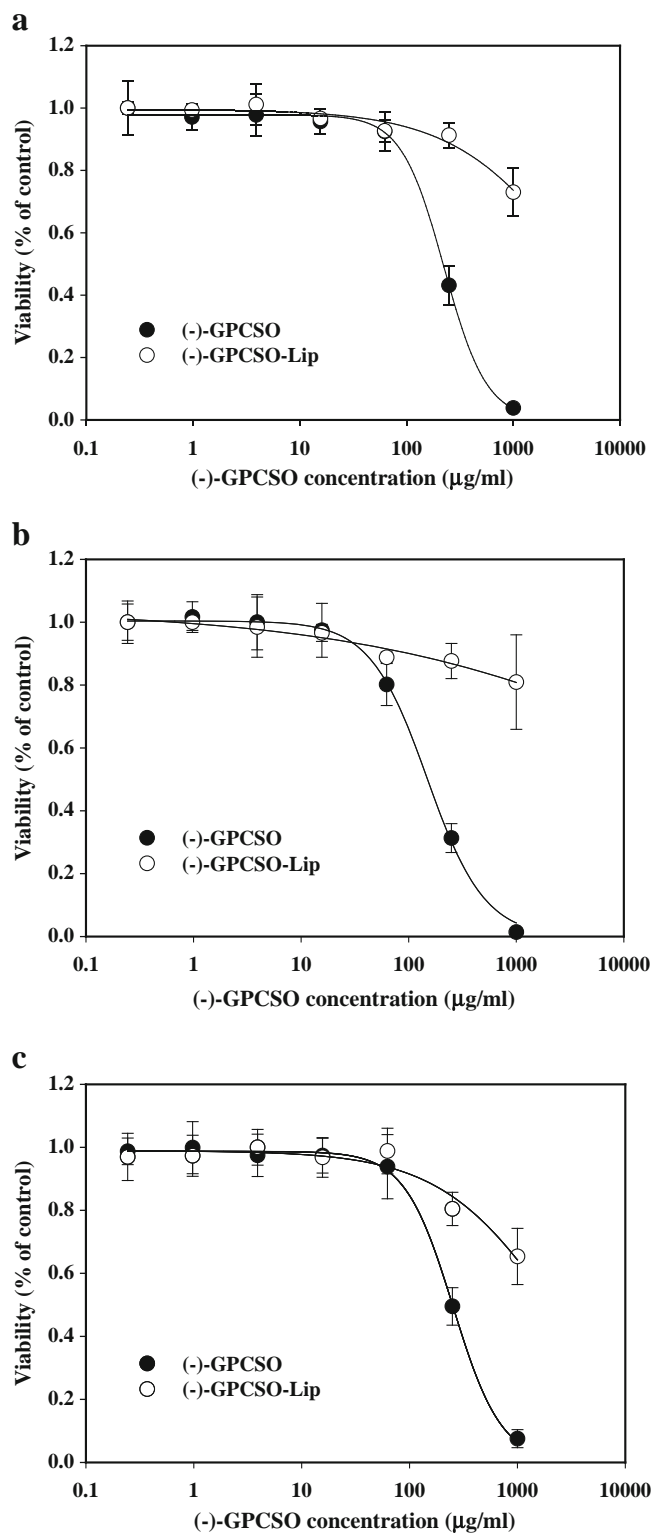 a
Viability (% of control)
1.2
1.0
0.8
0.6
0.4
0.2
0.0
(-)-GPCSO
(-)-GPCSO-Lip
0.1 1 10 100 1000 10000
(-)-GPCSO concentration (μg/ml)
b
Viability (% of control)
1.2
1.0
0.8
0.6
0.4
0.2
0.0
(-)-GPCSO
(-)-GPCSO-Lip
0.1 1 10 100 1000 10000
(-)-GPCSO concentration (μg/ml)
c
Viability (% of control)
1.2
1.0
0.8
0.6
0.4
0.2
0.0
(-)-GPCSO
(-)-GPCSO-Lip
0.1 1 10 100 1000 10000
(-)-GPCSO concentration (μg/ml)